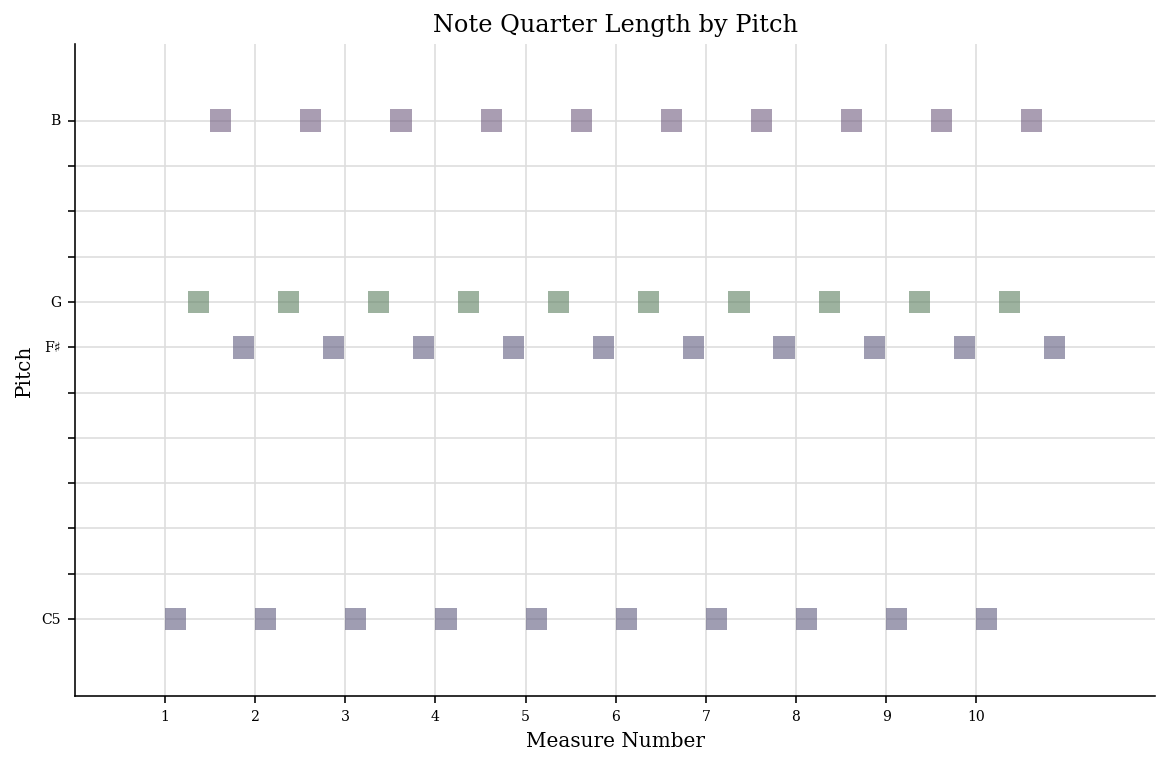 Note Quarter Length by Pitch
B
G
F♯
C5
Pitch
1 2 3 4 5 6 7 8 9 10
Measure Number